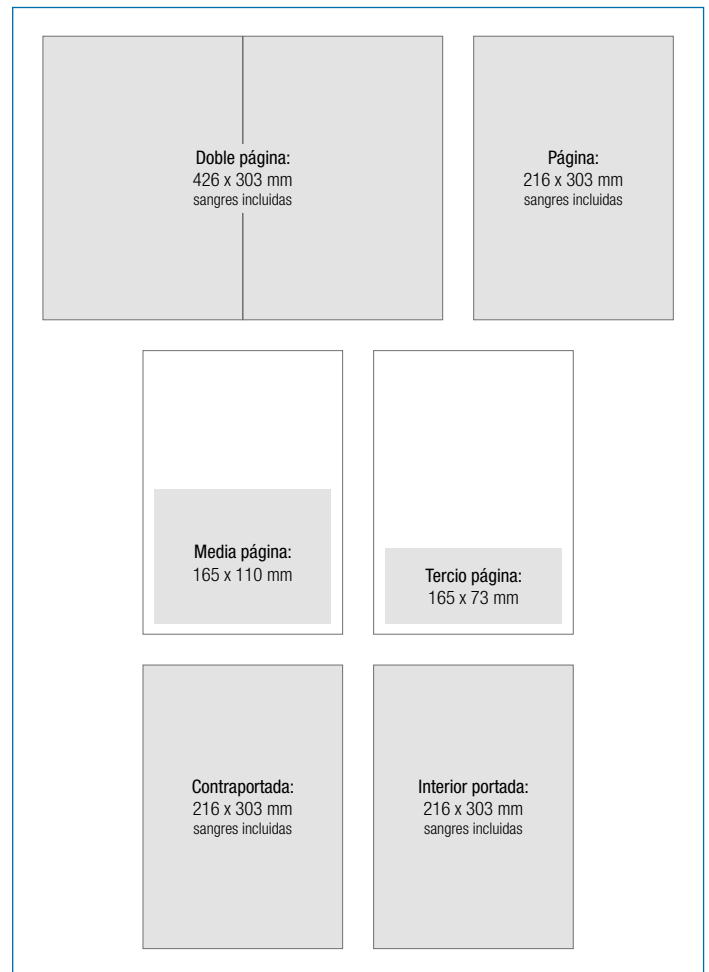 Doble página:
426 x 303 mm
sangres incluidas
Página:
216 x 303 mm
sangres incluidas
Media página:
165 x 110 mm
Tercio página:
165 x 73 mm
Contraportada:
216 x 303 mm
sangres incluidas
Interior portada:
216 x 303 mm
sangres incluidas